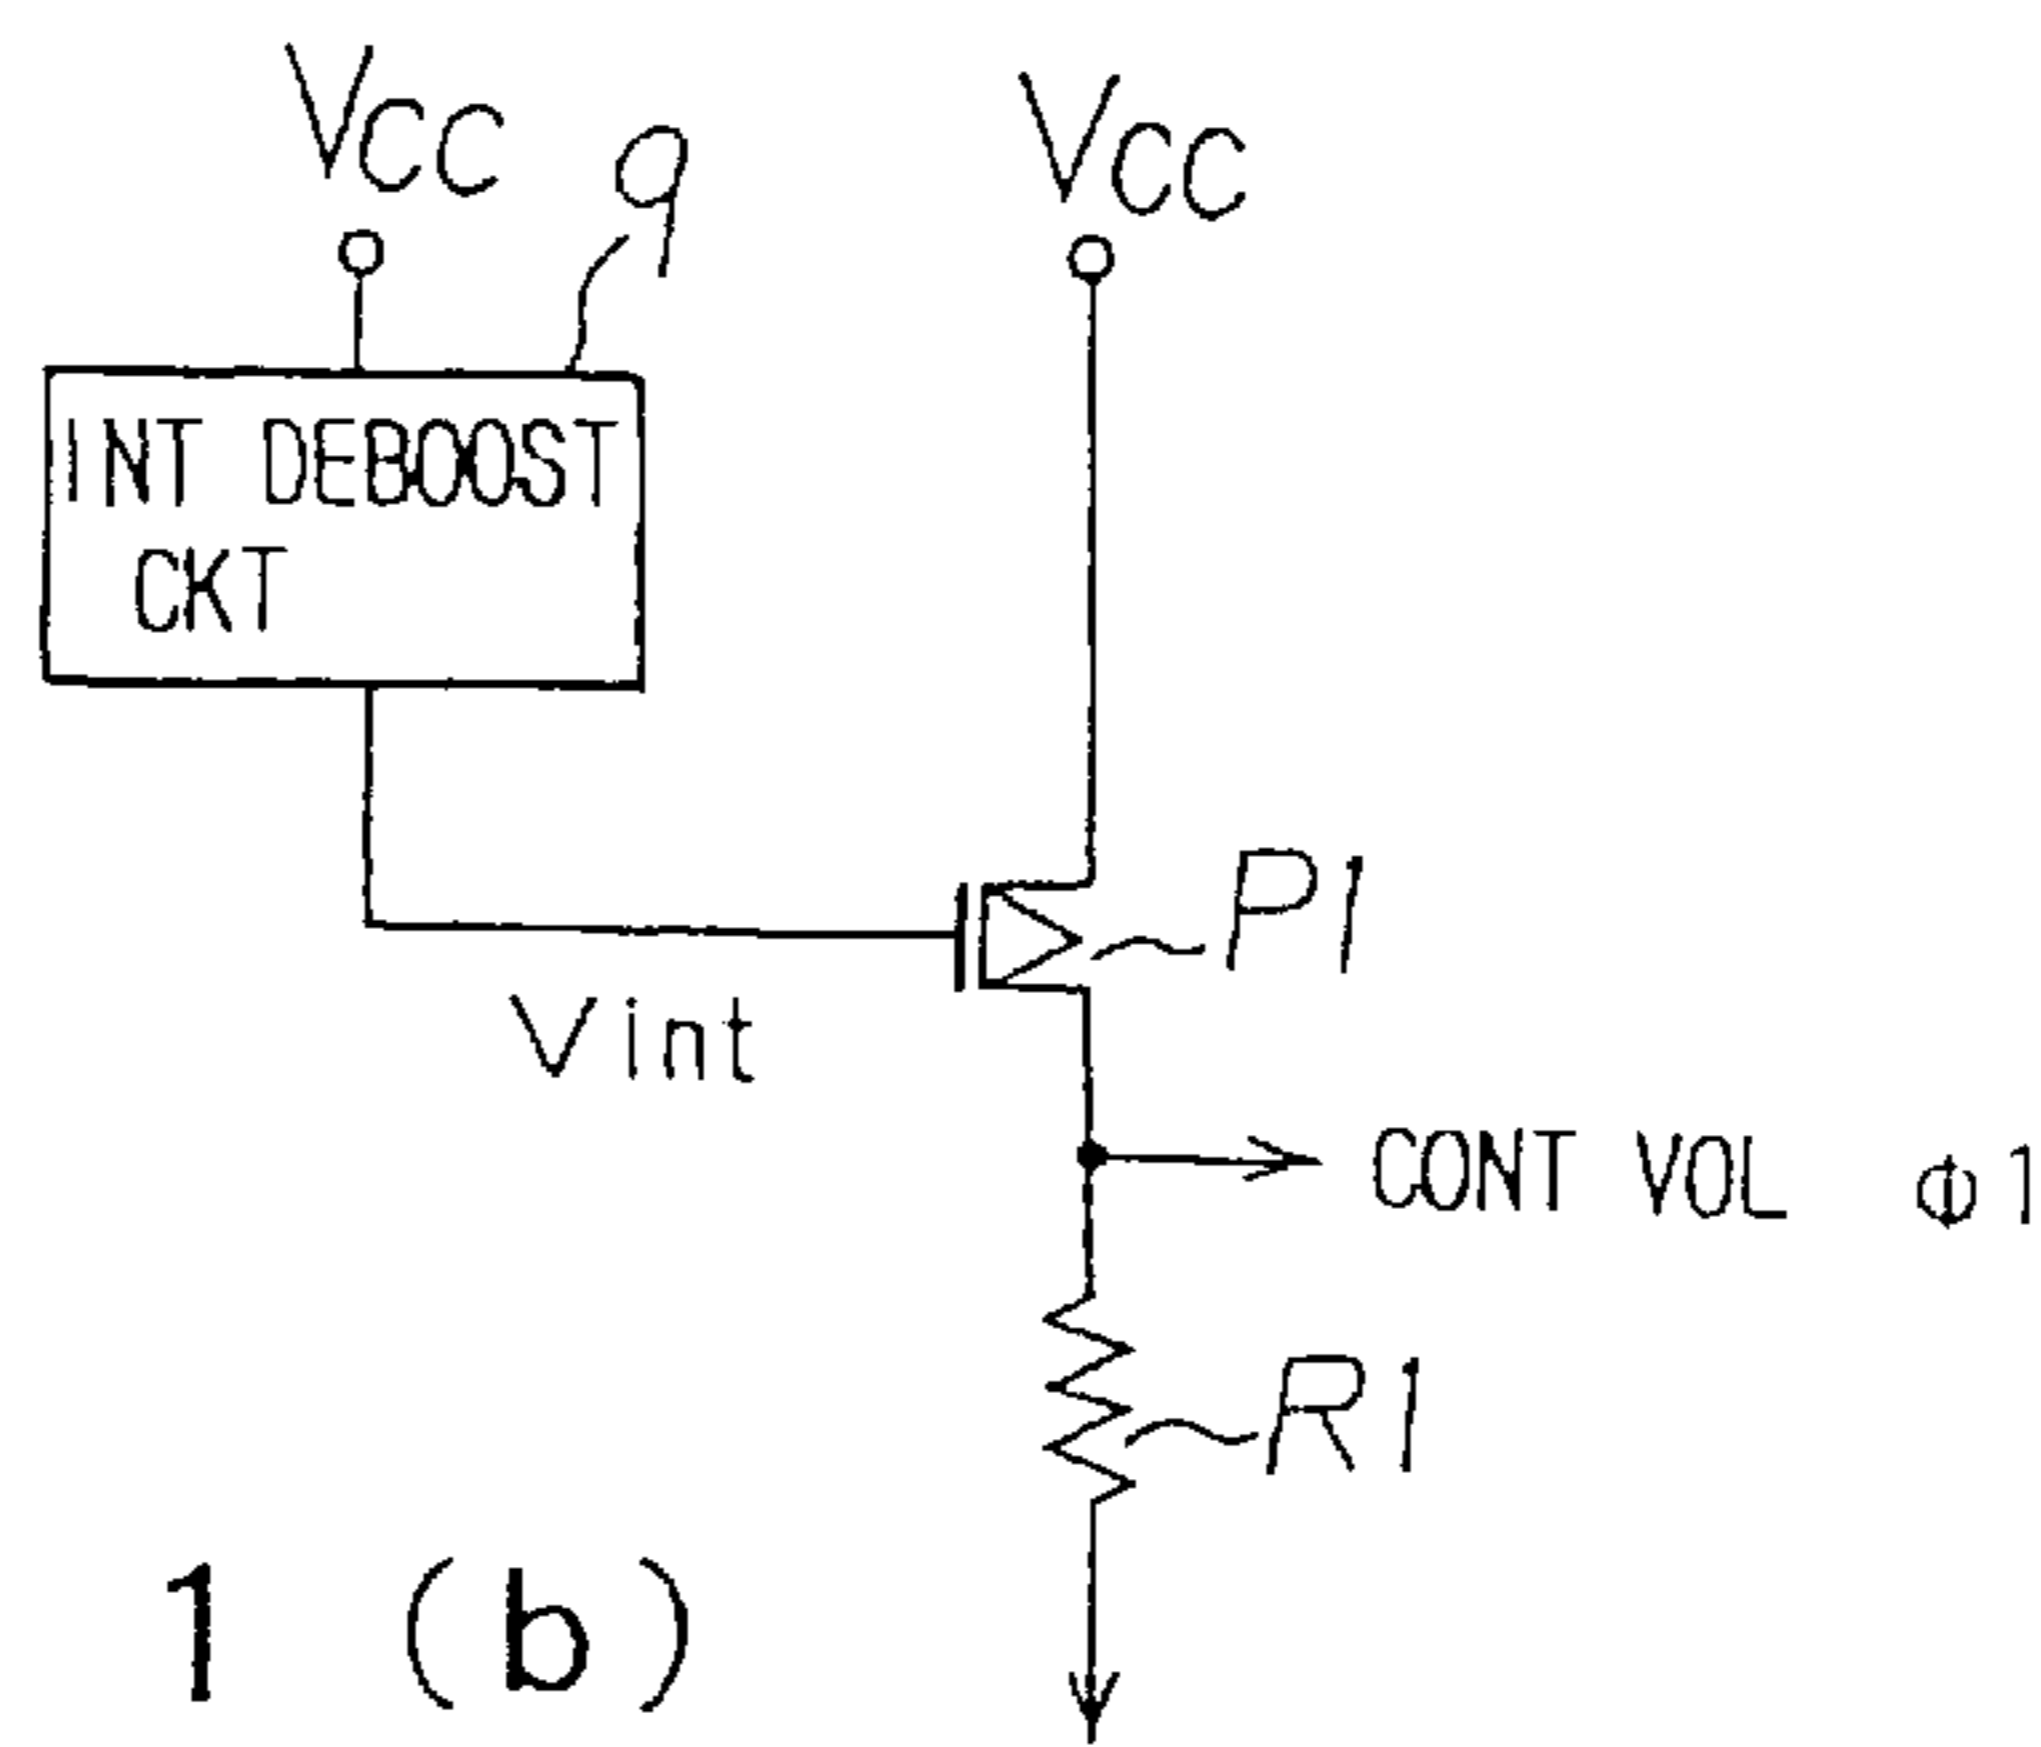 VCC
9
VCC
INT DEBOOST
CKT
P1
Vint
CONT VOL φ1
R1
1 (b)